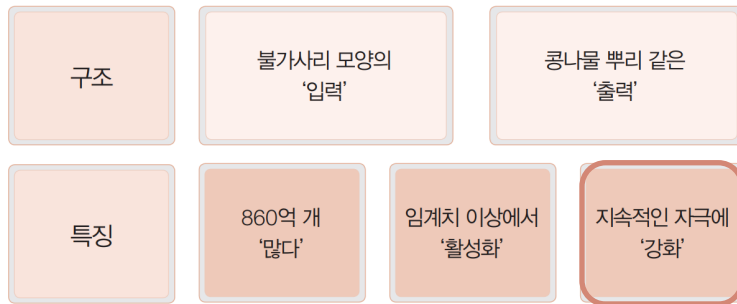 구조
불가사리 모양의
‘입력’
콩나물 뿌리 같은
‘출력’
특징
860억 개
‘많다’
임계치 이상에서
‘활성화’
지속적인 자극에
‘강화’